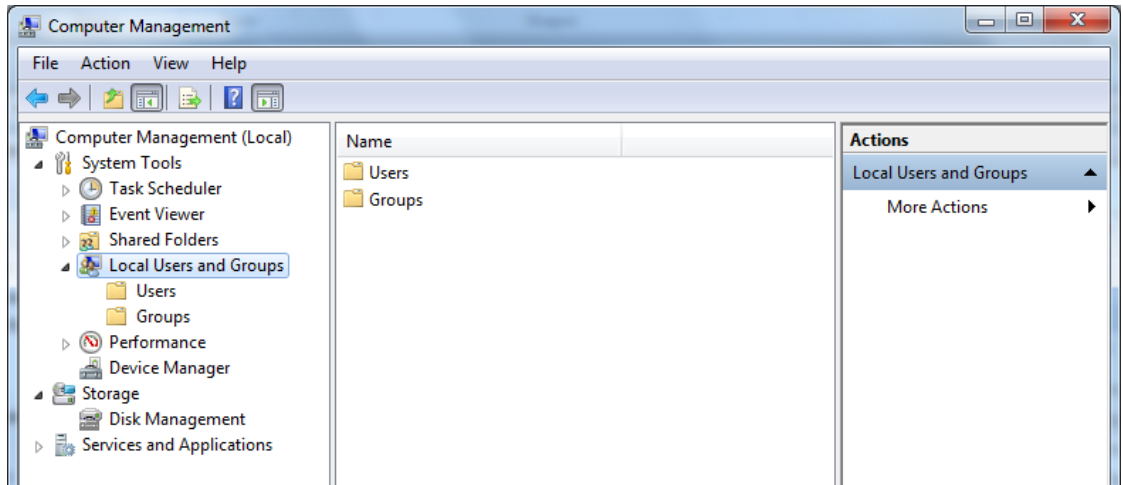 Computer Management
File Action View Help
Computer Management (Local)
System Tools
Task Scheduler
Event Viewer
Shared Folders
Local Users and Groups
Users
Groups
Performance
Device Manager
Storage
Disk Management
Services and Applications
Name
Users
Groups
Actions
Local Users and Groups
More Actions